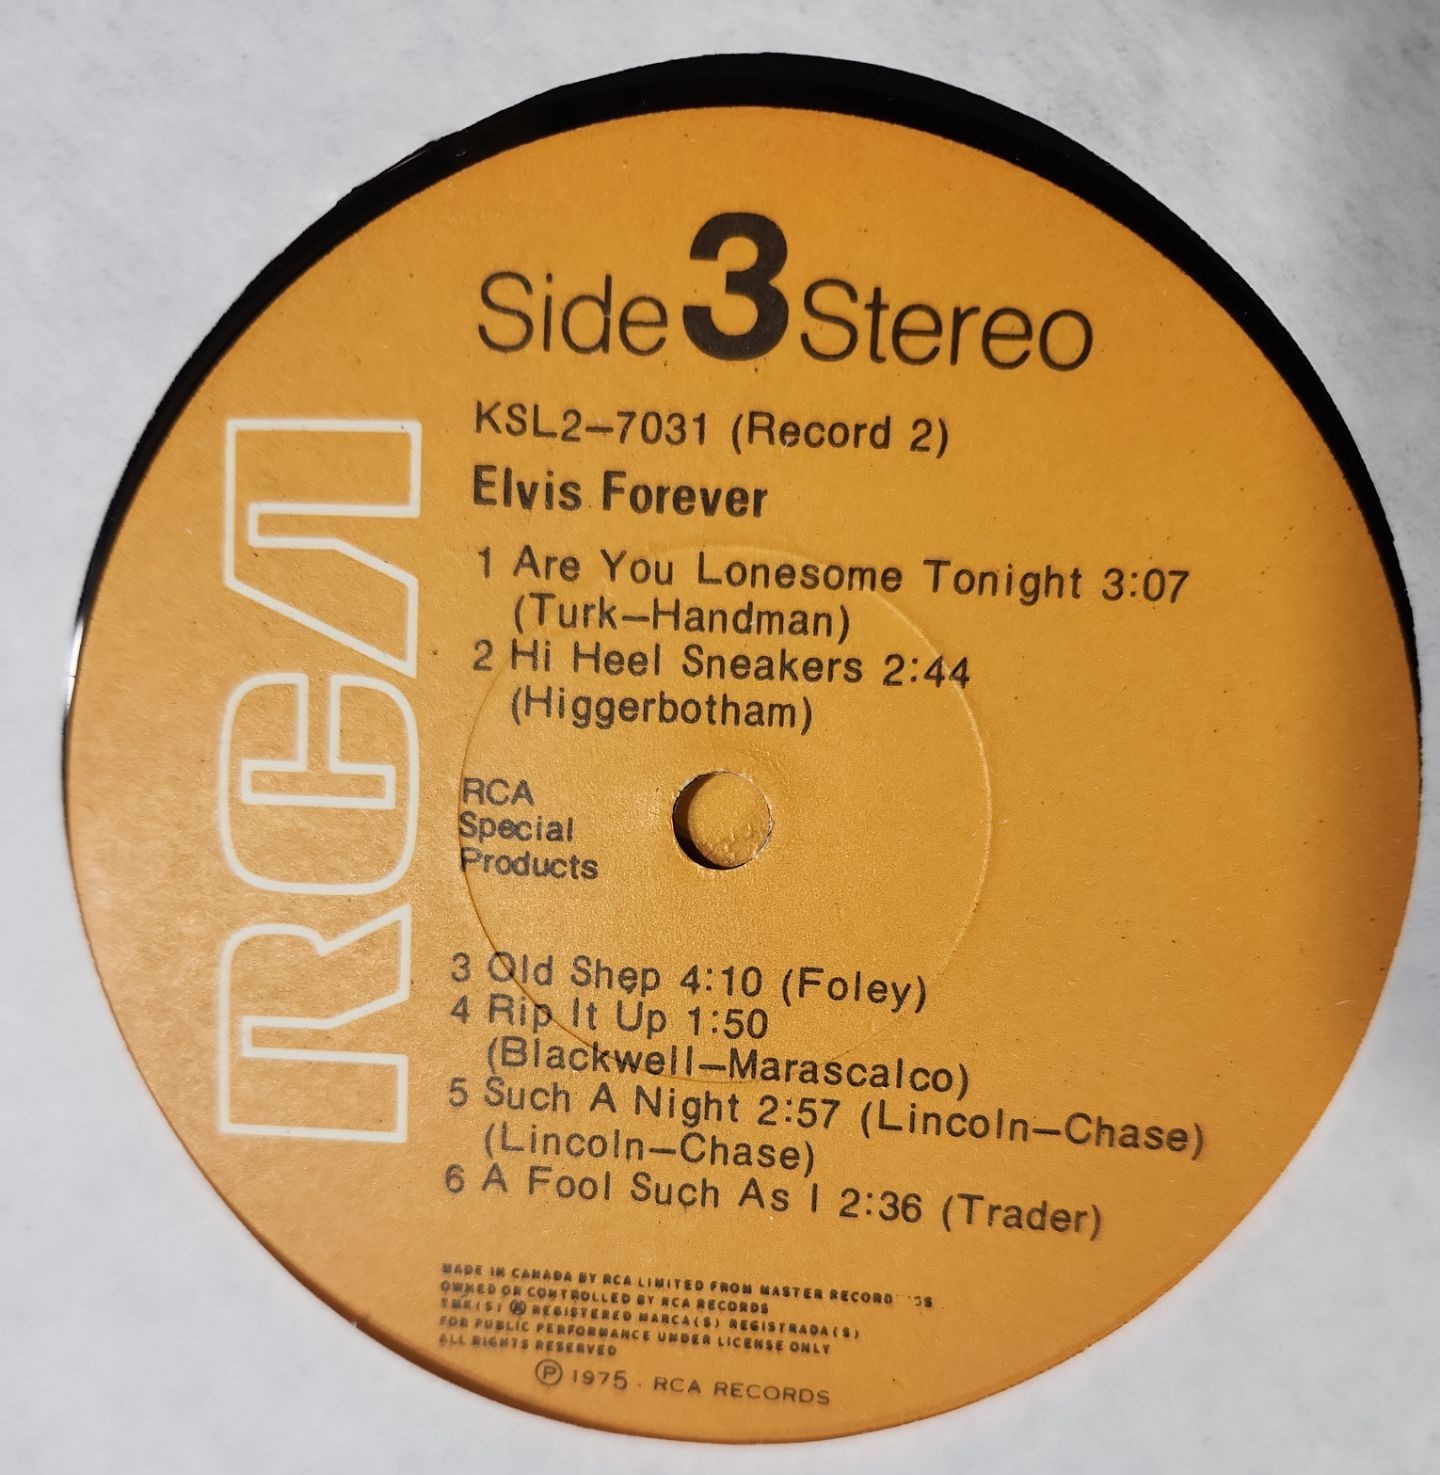 Side 3 Stereo
KSL2-7031 (Record 2)
Elvis Forever
1 Are You Lonesome Tonight 3:07
(Turk-Handman)
2 Hi Heel Sneakers 2:44
(Higgerbotham)
RCA
RCA
Special
Products
3 Old Shep 4:10 (Foley)
4 Rip It Up 1:50
(Blackwell-Marascalco)
5 Such A Night 2:57 (Lincoln-Chase)
(Lincoln-Chase)
6 A Fool Such As I 2:36 (Trader)
MADE IN CANADA BY RCA LIMITED FROM MASTER
OWNED OR CONTROLLED BY RCA RECORDS
TMK(S) ® REGISTERED MARCA(S) REGISTRADA(S)
FOR PUBLIC PERFORMANCE UNDER LICENSE ONLY
ALL RIGHTS RESERVED
℗ 1975 · RCA RECORDS